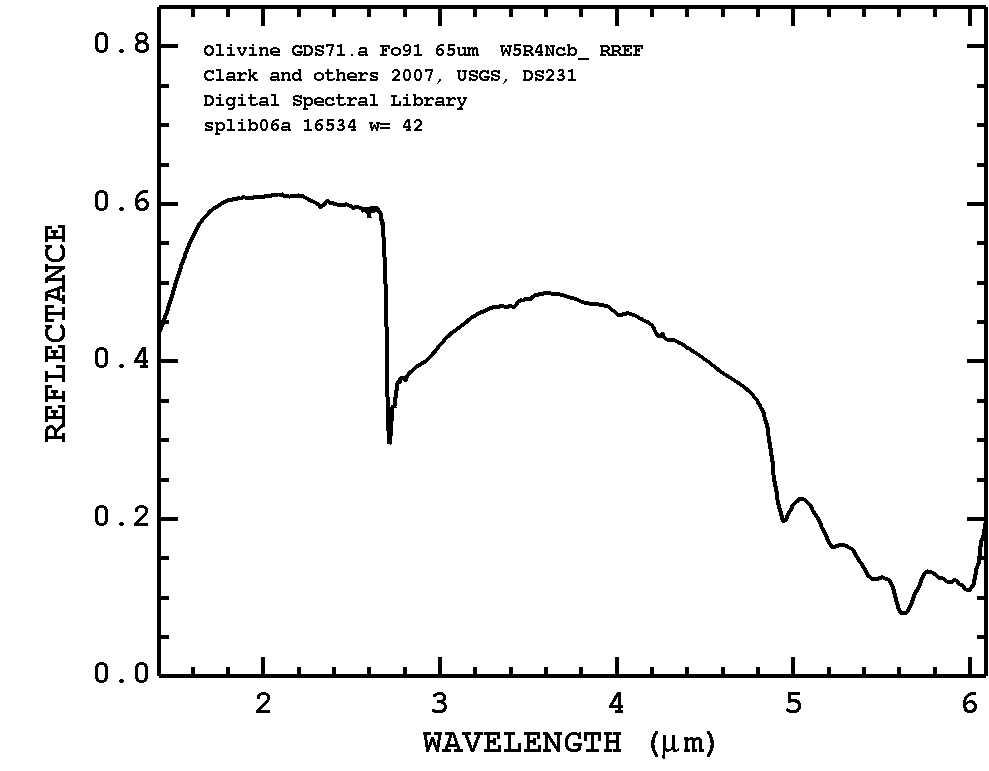 Olivine GDS71.a Fo91 65um W5R4Ncb_ RREF
Clark and others 2007, USGS, DS231
Digital Spectral Library
splib06a 16534 w= 42
0.8
0.6
0.4
0.2
0.0
REFLECTANCE
2 3 4 5 6
WAVELENGTH (μm)